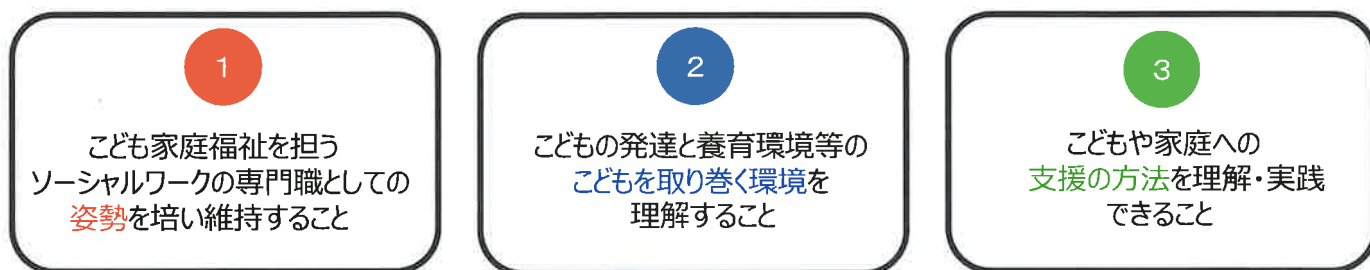 1
こども家庭福祉を担う
ソーシャルワークの専門職としての
姿勢を培い維持すること
2
こどもの発達と養育環境等の
こどもを取り巻く環境を
理解すること
3
こどもや家庭への
支援の方法を理解・実践
できること